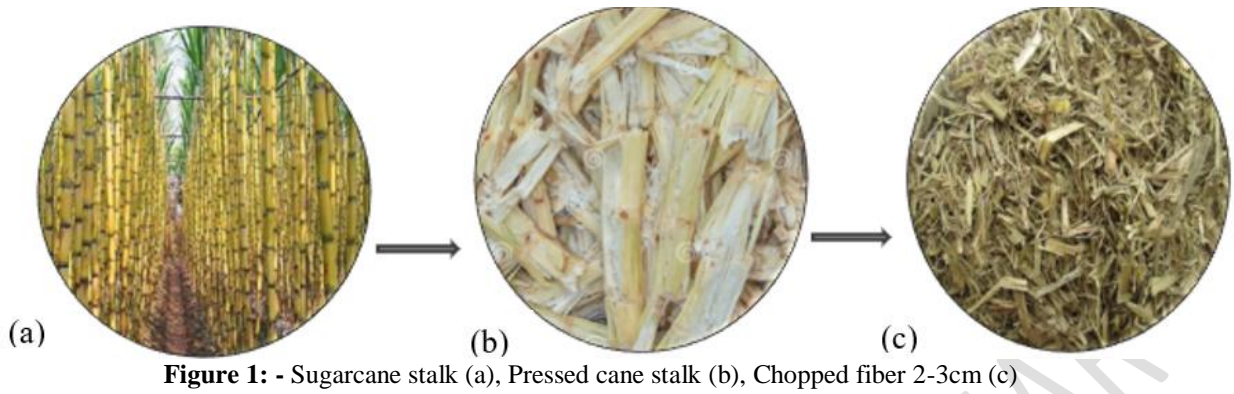 (a)
(b)
(c)
Figure 1: - Sugarcane stalk (a), Pressed cane stalk (b), Chopped fiber 2-3cm (c)